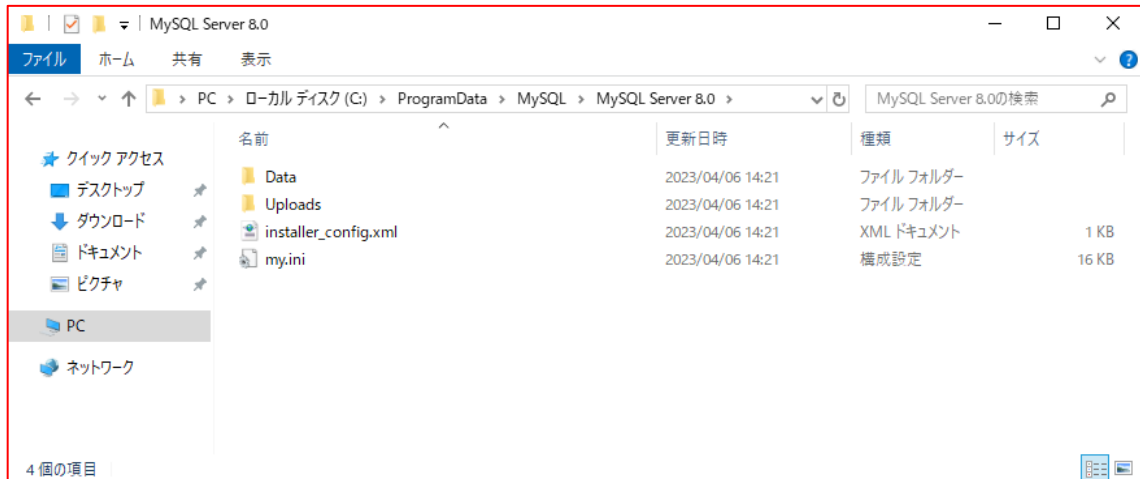 MySQL Server 8.0
ファイル ホーム 共有 表示
PC > ローカル ディスク (C:) > ProgramData > MySQL > MySQL Server 8.0 > MySQL Server 8.0の検索
名前 更新日時 種類 サイズ
クイック アクセス
デスクトップ
ダウンロード
ドキュメント
ピクチャ
PC
ネットワーク
Data 2023/04/06 14:21 ファイル フォルダー
Uploads 2023/04/06 14:21 ファイル フォルダー
installer_config.xml 2023/04/06 14:21 XML ドキュメント 1 KB
my.ini 2023/04/06 14:21 構成設定 16 KB
4 個の項目